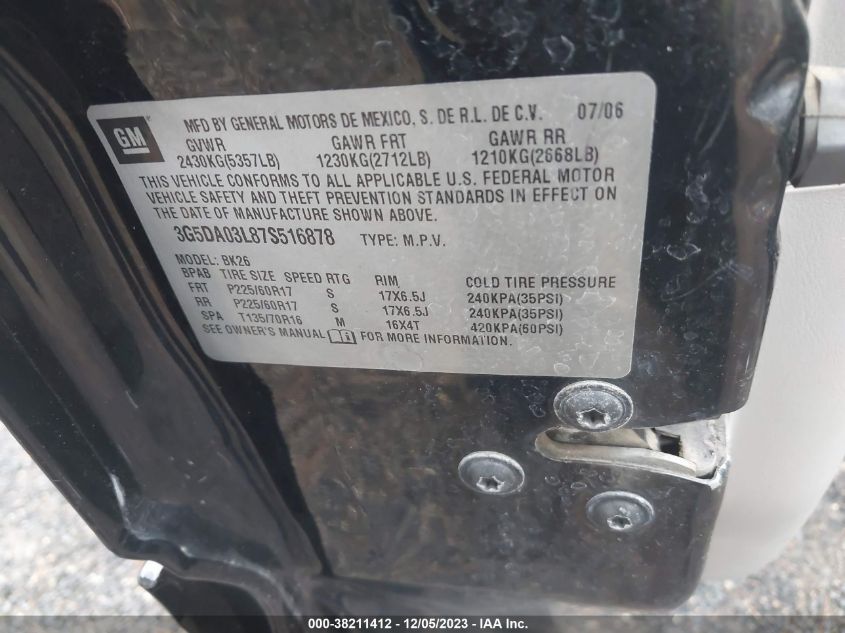 GM
MFD BY GENERAL MOTORS DE MEXICO, S. DE R.L. DE C.V. 07/06
GVWR GAWR FRT GAWR RR
2430KG(5357LB) 1230KG(2712LB) 1210KG(2668LB)
THIS VEHICLE CONFORMS TO ALL APPLICABLE U.S. FEDERAL MOTOR
VEHICLE SAFETY AND THEFT PREVENTION STANDARDS IN EFFECT ON
THE DATE OF MANUFACTURE SHOWN ABOVE.
3G5DA03L87S516878 TYPE: M.P.V.
MODEL: BK26
BPAB TIRE SIZE SPEED RTG RIM COLD TIRE PRESSURE
FRT P225/60R17 S 17X6.5J 240KPA(35PSI)
RR P225/60R17 S 17X6.5J 240KPA(35PSI)
SPA T135/70R16 M 16X4T 420KPA(60PSI)
SEE OWNER'S MANUAL FOR MORE INFORMATION.
000-38211412 - 12/05/2023 - IAA Inc.